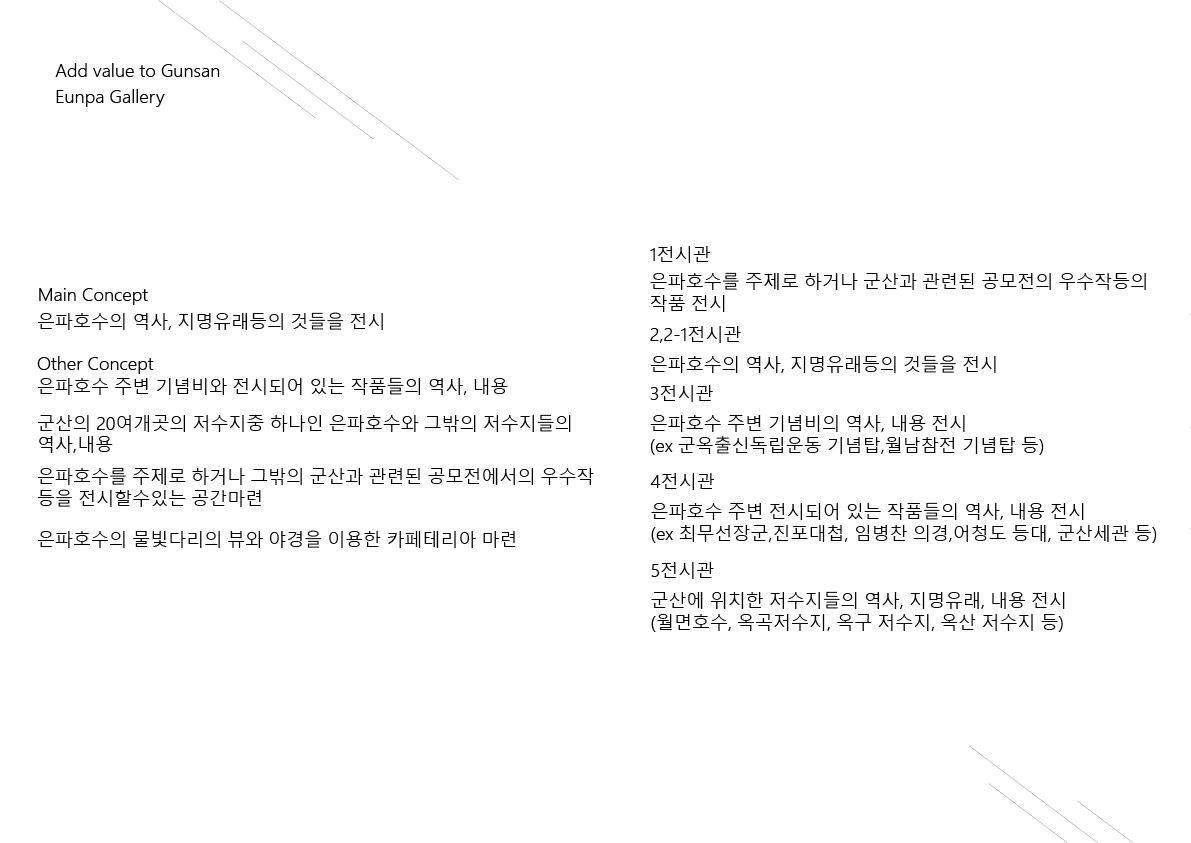 Add value to Gunsan
Eunpa Gallery
Main Concept
은파호수의 역사, 지명유래등의 것들을 전시
Other Concept
은파호수 주변 기념비와 전시되어 있는 작품들의 역사, 내용
군산의 20여개곳의 저수지중 하나인 은파호수와 그밖의 저수지들의
역사,내용
은파호수를 주제로 하거나 그밖의 군산과 관련된 공모전에서의 우수작
등을 전시할수있는 공간마련
은파호수의 물빛다리의 뷰와 야경을 이용한 카페테리아 마련
1전시관
은파호수를 주제로 하거나 군산과 관련된 공모전의 우수작등의
작품 전시
2,2-1전시관
은파호수의 역사, 지명유래등의 것들을 전시
3전시관
은파호수 주변 기념비의 역사, 내용 전시
(ex 군옥출신독립운동 기념탑,월남참전 기념탑 등)
4전시관
은파호수 주변 전시되어 있는 작품들의 역사, 내용 전시
(ex 최무선장군,진포대첩, 임병찬 의경,어청도 등대, 군산세관 등)
5전시관
군산에 위치한 저수지들의 역사, 지명유래, 내용 전시
(월면호수, 옥곡저수지, 옥구 저수지, 옥산 저수지 등)